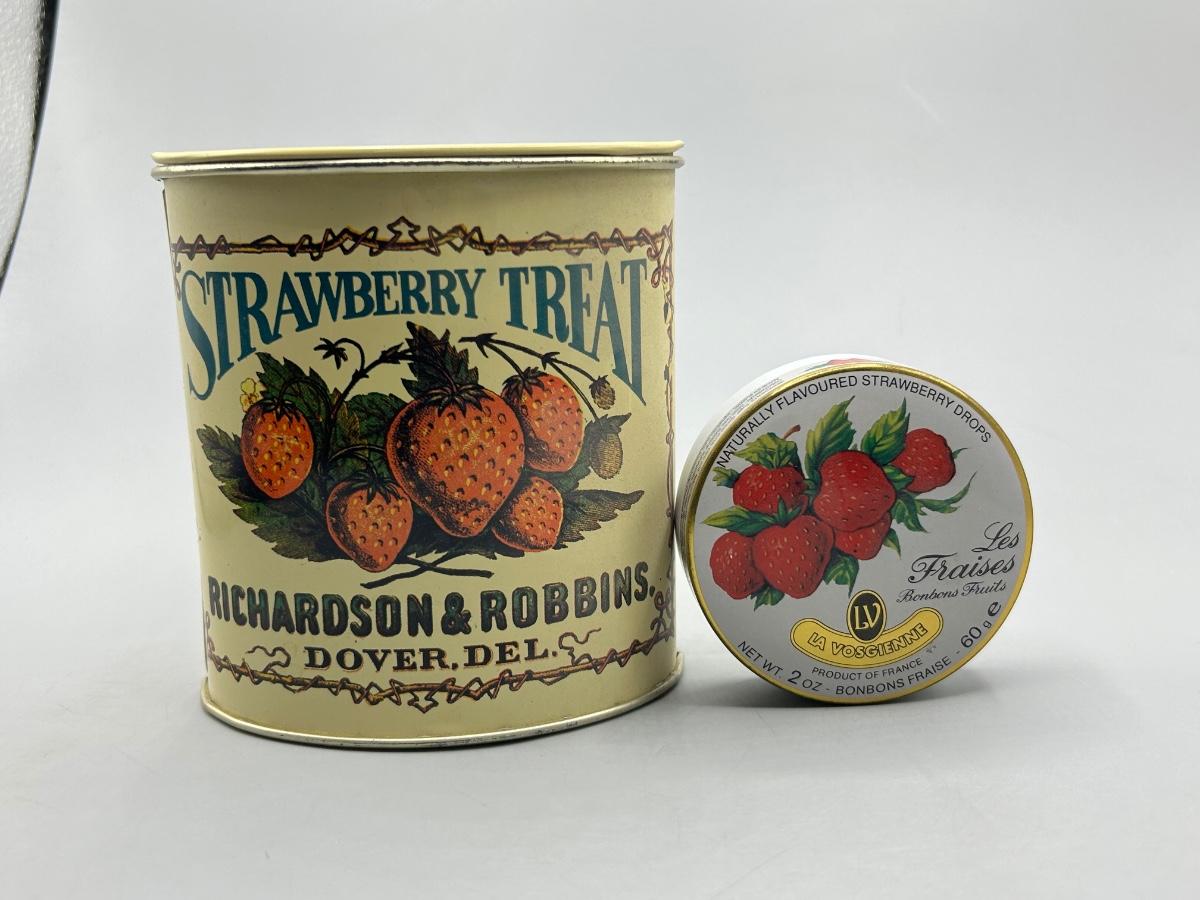 STRAWBERRY TREAT
RICHARDSON & ROBBINS.
DOVER, DEL.
NATURALLY FLAVOURED STRAWBERRY DROPS
Les
Fraises
Bonbons Fruits
LV
LA VOSGIENNE
PRODUCT OF FRANCE
NET WT. 2 OZ - BONBONS FRAISE - 60 g e